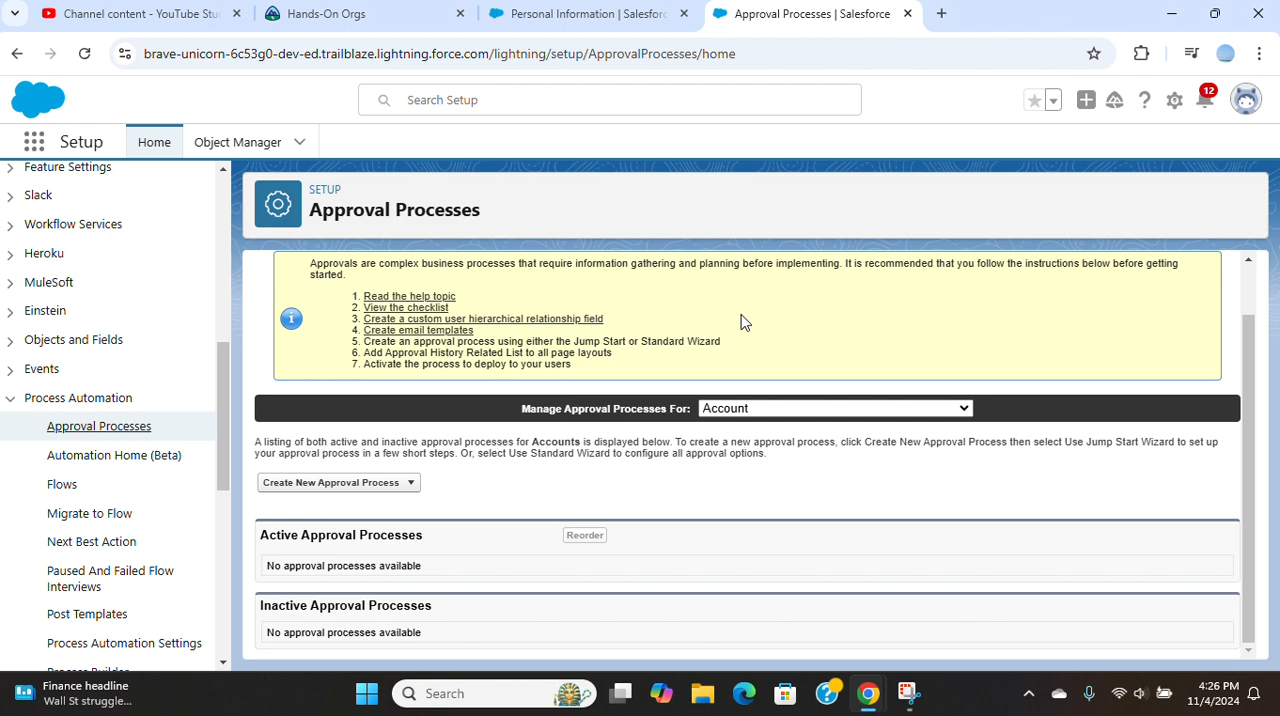 Channel content - YouTube Stu
Hands-On Orgs
Personal Information | Salesforc
Approval Processes | Salesforce
brave-unicorn-6c53g0-dev-ed.trailblaze.lightning.force.com/lightning/setup/ApprovalProcesses/home
Search Setup
12
Setup
Home
Object Manager
Feature Settings
Slack
Workflow Services
Heroku
MuleSoft
Einstein
Objects and Fields
Events
Process Automation
Approval Processes
Automation Home (Beta)
Flows
Migrate to Flow
Next Best Action
Paused And Failed Flow
Interviews
Post Templates
Process Automation Settings
Process Builder
SETUP
Approval Processes
Approvals are complex business processes that require information gathering and planning before implementing. It is recommended that you follow the instructions below before getting
started.
1. Read the help topic
2. View the checklist
3. Create a custom user hierarchical relationship field
4. Create email templates
5. Create an approval process using either the Jump Start or Standard Wizard
6. Add Approval History Related List to all page layouts
7. Activate the process to deploy to your users
Manage Approval Processes For: Account
A listing of both active and inactive approval processes for Accounts is displayed below. To create a new approval process, click Create New Approval Process then select Use Jump Start Wizard to set up
your approval process in a few short steps. Or, select Use Standard Wizard to configure all approval options.
Create New Approval Process
Active Approval Processes Reorder
No approval processes available
Inactive Approval Processes
No approval processes available
Finance headline
Wall St struggle...
Search
4:26 PM
11/4/2024